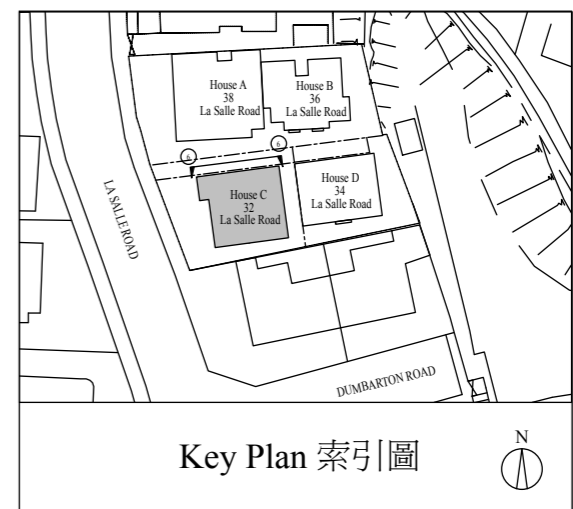 House A
38
La Salle Road
House B
36
La Salle Road
6
6
House C
32
La Salle Road
House D
34
La Salle Road
LA SALLE ROAD
DUMBARTON ROAD
Key Plan 索引圖
N